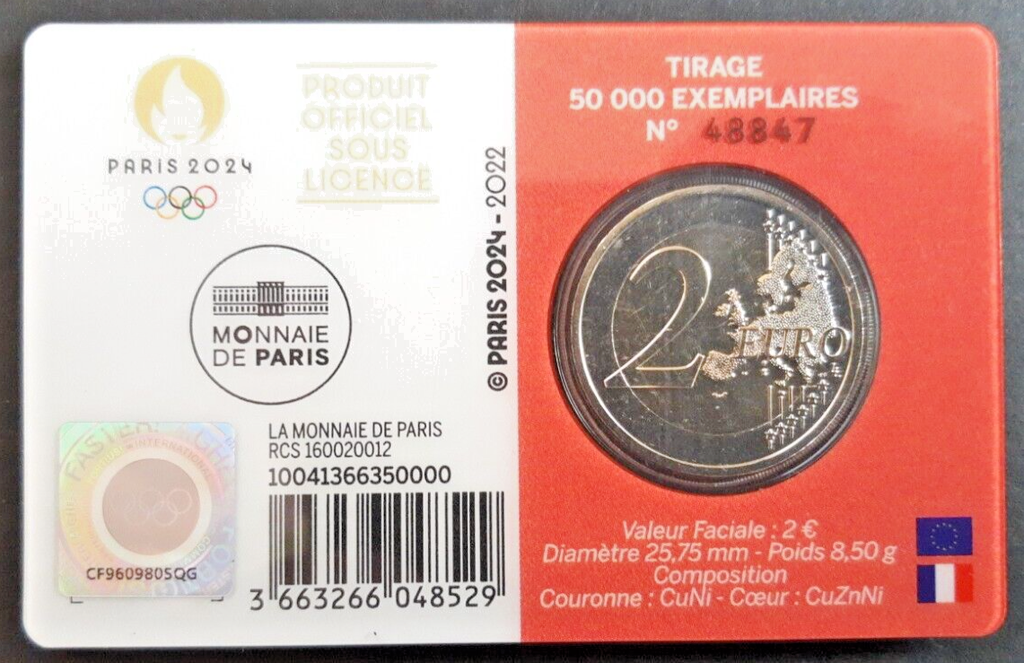 PARIS 2024
PRODUIT
OFFICIEL
SOUS
LICENCE
MONNAIE
DE PARIS
© PARIS 2024 - 2022
LA MONNAIE DE PARIS
RCS 160020012
10041366350000
3 663266 048529
CF960980SQG
TIRAGE
50 000 EXEMPLAIRES
N° 48847
2 EURO
Valeur Faciale : 2 €
Diamètre 25,75 mm - Poids 8,50 g
Composition
Couronne : CuNi - Cœur : CuZnNi